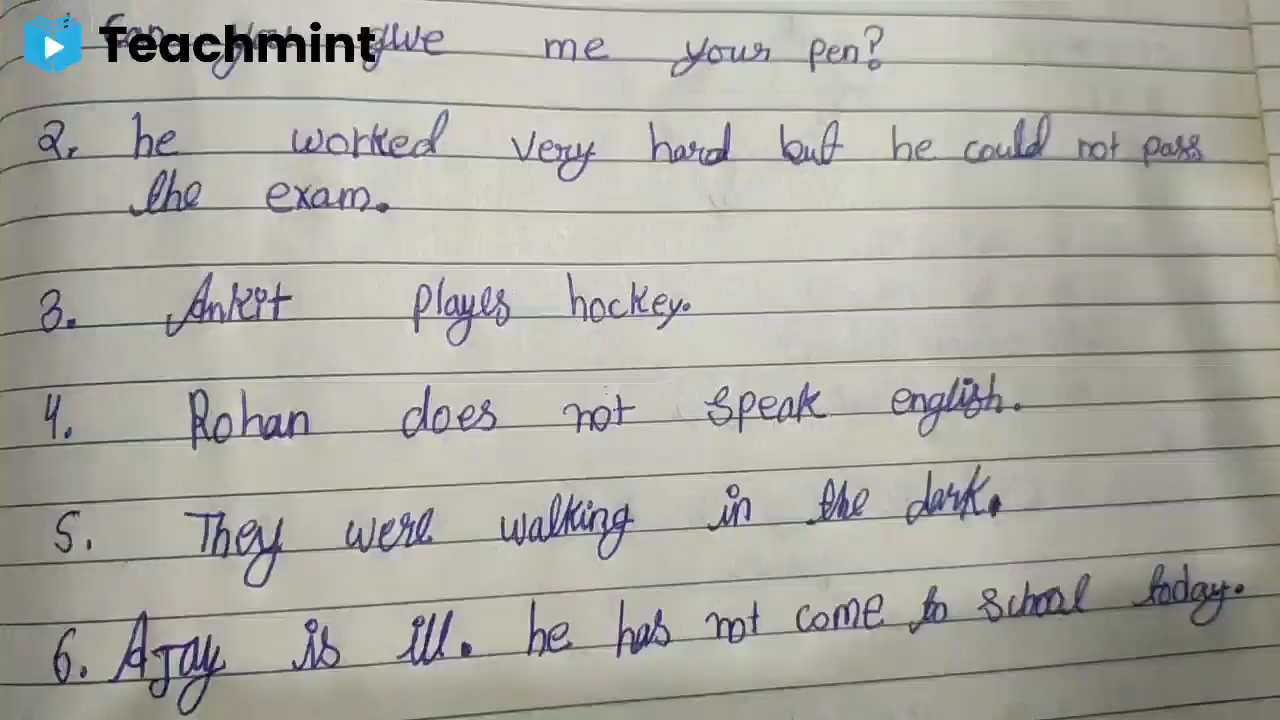 Teachmint
give me your pen?
2. he worked very hard but he could not pass
the exam.
3. Ankit playes hockey.
4. Rohan does not speak english.
5. They were walking in the dark.
6. Ajay is ill. he has not come to school today.